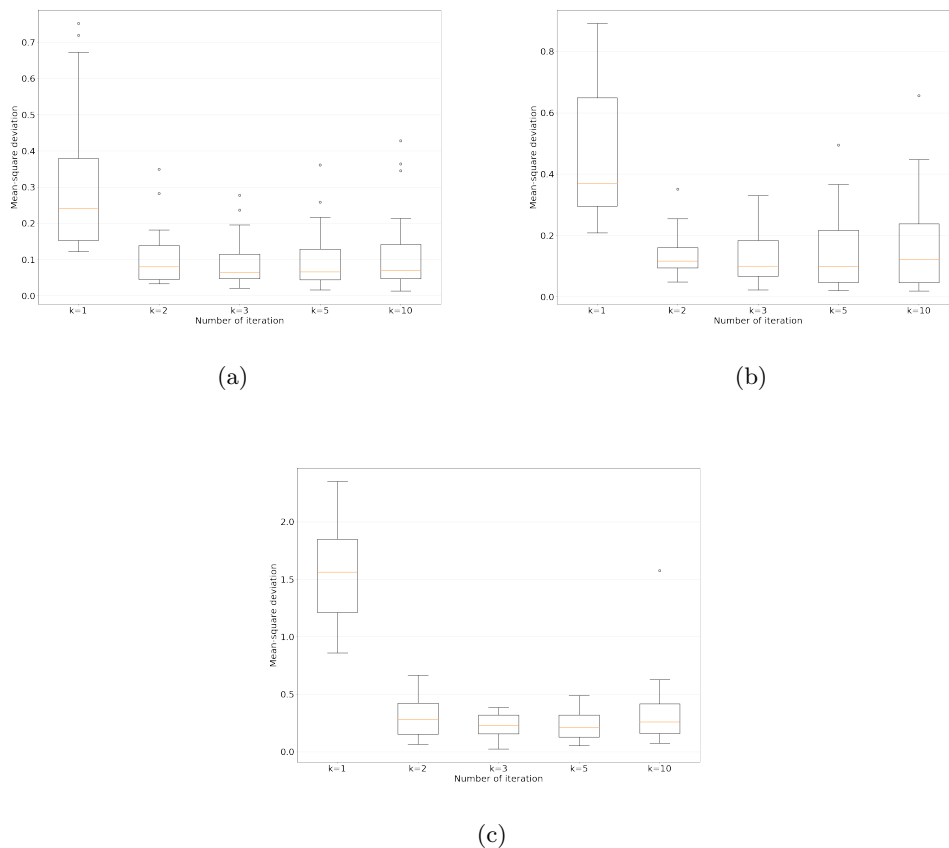 0.7
0.6
0.5
0.4
0.3
0.2
0.1
0.0
Mean-square deviation
k=1 k=2 k=3 k=5 k=10
Number of iteration
(a)
0.8
0.6
0.4
0.2
0.0
Mean-square deviation
k=1 k=2 k=3 k=5 k=10
Number of iteration
(b)
2.0
1.5
1.0
0.5
0.0
Mean-square deviation
k=1 k=2 k=3 k=5 k=10
Number of iteration
(c)